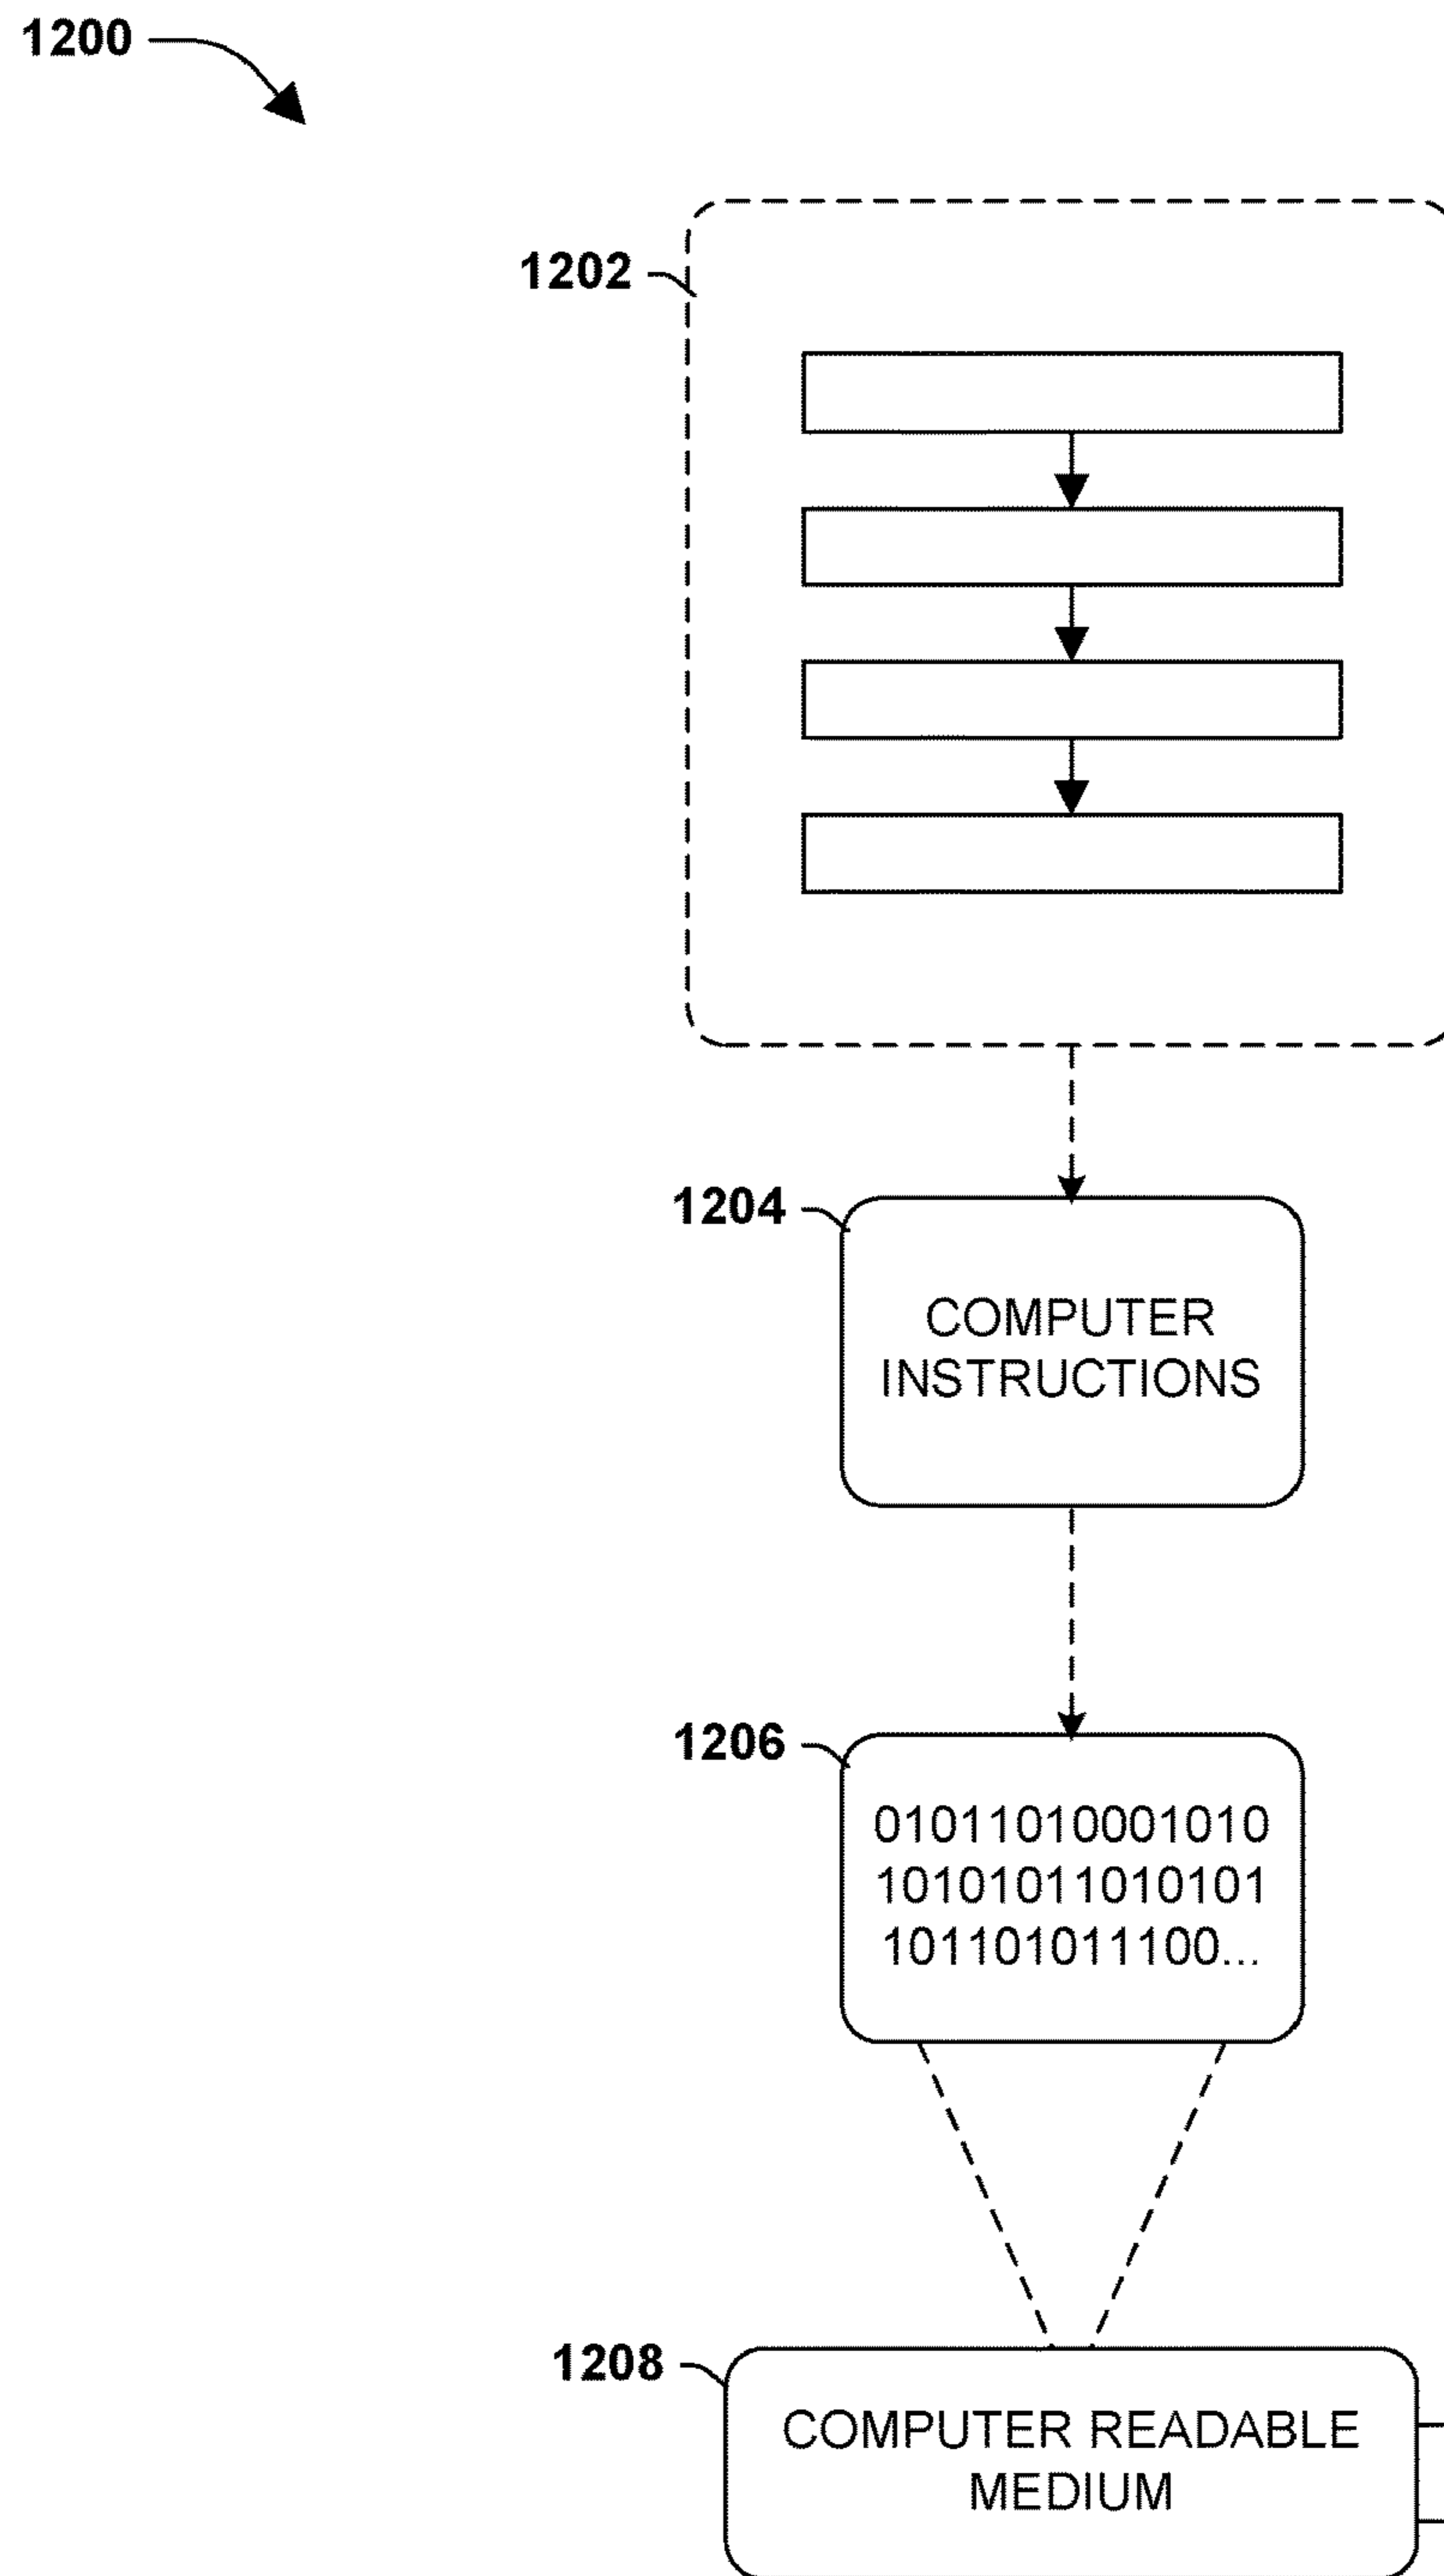 1200
1202
1204
COMPUTER
INSTRUCTIONS
1206
01011010001010
10101011010101
101101011100...
1208
COMPUTER READABLE
MEDIUM